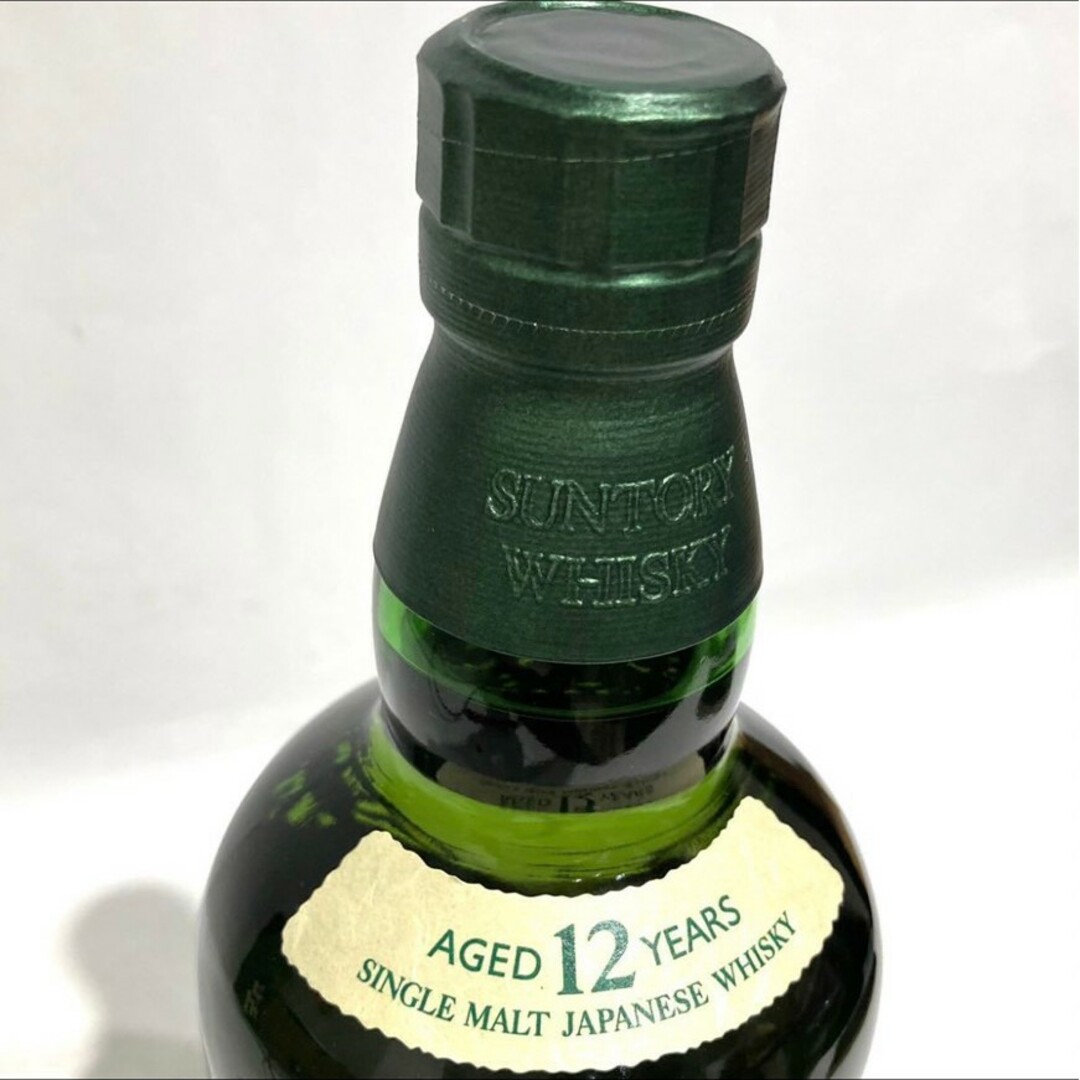 SUNTORY
WHISKY
AGED 12 YEARS
SINGLE MALT JAPANESE WHISKY